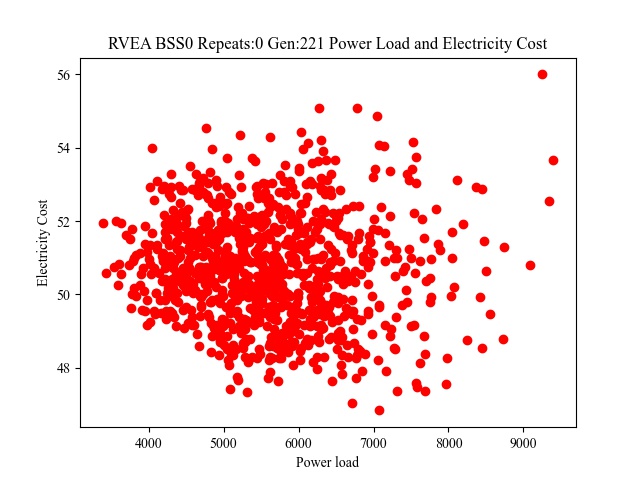 RVEA BSS0 Repeats:0 Gen:221 Power Load and Electricity Cost
56
54
52
50
48
Electricity Cost
4000 5000 6000 7000 8000 9000
Power load